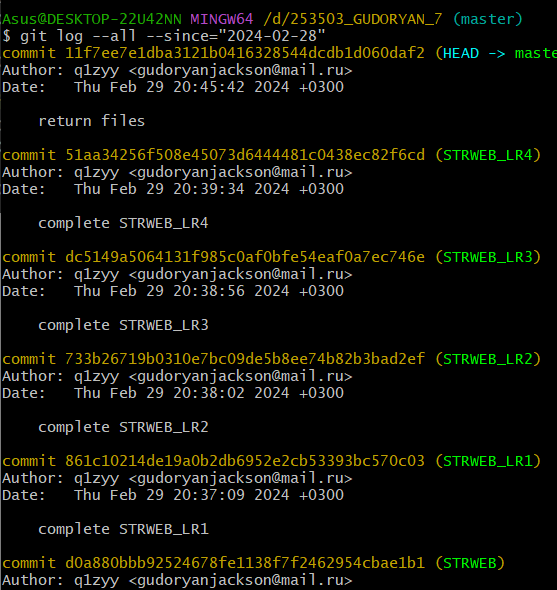 Asus@DESKTOP-22U42NN MINGW64 /d/253503_GUDORYAN_7 (master)
$ git log --all --since="2024-02-28"
commit 11f7ee7e1dba3121b0416328544dcdb1d060daf2 (HEAD -> maste
Author: q1zyy <gudoryanjackson@mail.ru>
Date:   Thu Feb 29 20:45:42 2024 +0300
return files
commit 51aa34256f508e45073d6444481c0438ec82f6cd (STRWEB_LR4)
Author: q1zyy <gudoryanjackson@mail.ru>
Date:   Thu Feb 29 20:39:34 2024 +0300
complete STRWEB_LR4
commit dc5149a5064131f985c0af0bfe54eaf0a7ec746e (STRWEB_LR3)
Author: q1zyy <gudoryanjackson@mail.ru>
Date:   Thu Feb 29 20:38:56 2024 +0300
complete STRWEB_LR3
commit 733b26719b0310e7bc09de5b8ee74b82b3bad2ef (STRWEB_LR2)
Author: q1zyy <gudoryanjackson@mail.ru>
Date:   Thu Feb 29 20:38:02 2024 +0300
complete STRWEB_LR2
commit 861c10214de19a0b2db6952e2cb53393bc570c03 (STRWEB_LR1)
Author: q1zyy <gudoryanjackson@mail.ru>
Date:   Thu Feb 29 20:37:09 2024 +0300
complete STRWEB_LR1
commit d0a880bbb92524678fe1138f7f2462954cbae1b1 (STRWEB)
Author: q1zyy <gudoryanjackson@mail.ru>